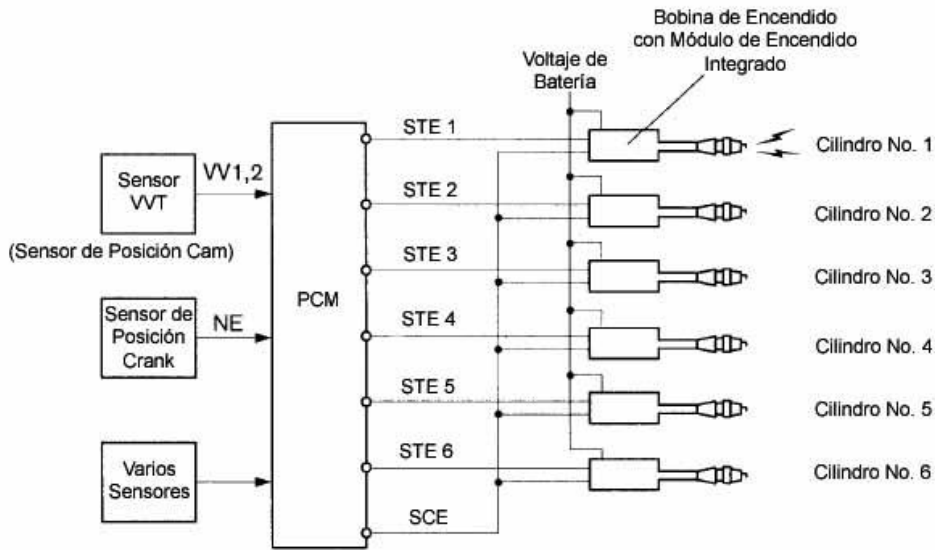 Bobina de Encendido
con Módulo de Encendido
Integrado
Voltaje de
Batería
STE 1
Cilindro No. 1
Sensor
VVT
VV1,2
(Sensor de Posición Cam)
STE 2
Cilindro No. 2
STE 3
Cilindro No. 3
PCM
Sensor de
Posición
Crank
NE
STE 4
Cilindro No. 4
STE 5
Cilindro No. 5
Varios
Sensores
STE 6
Cilindro No. 6
SCE